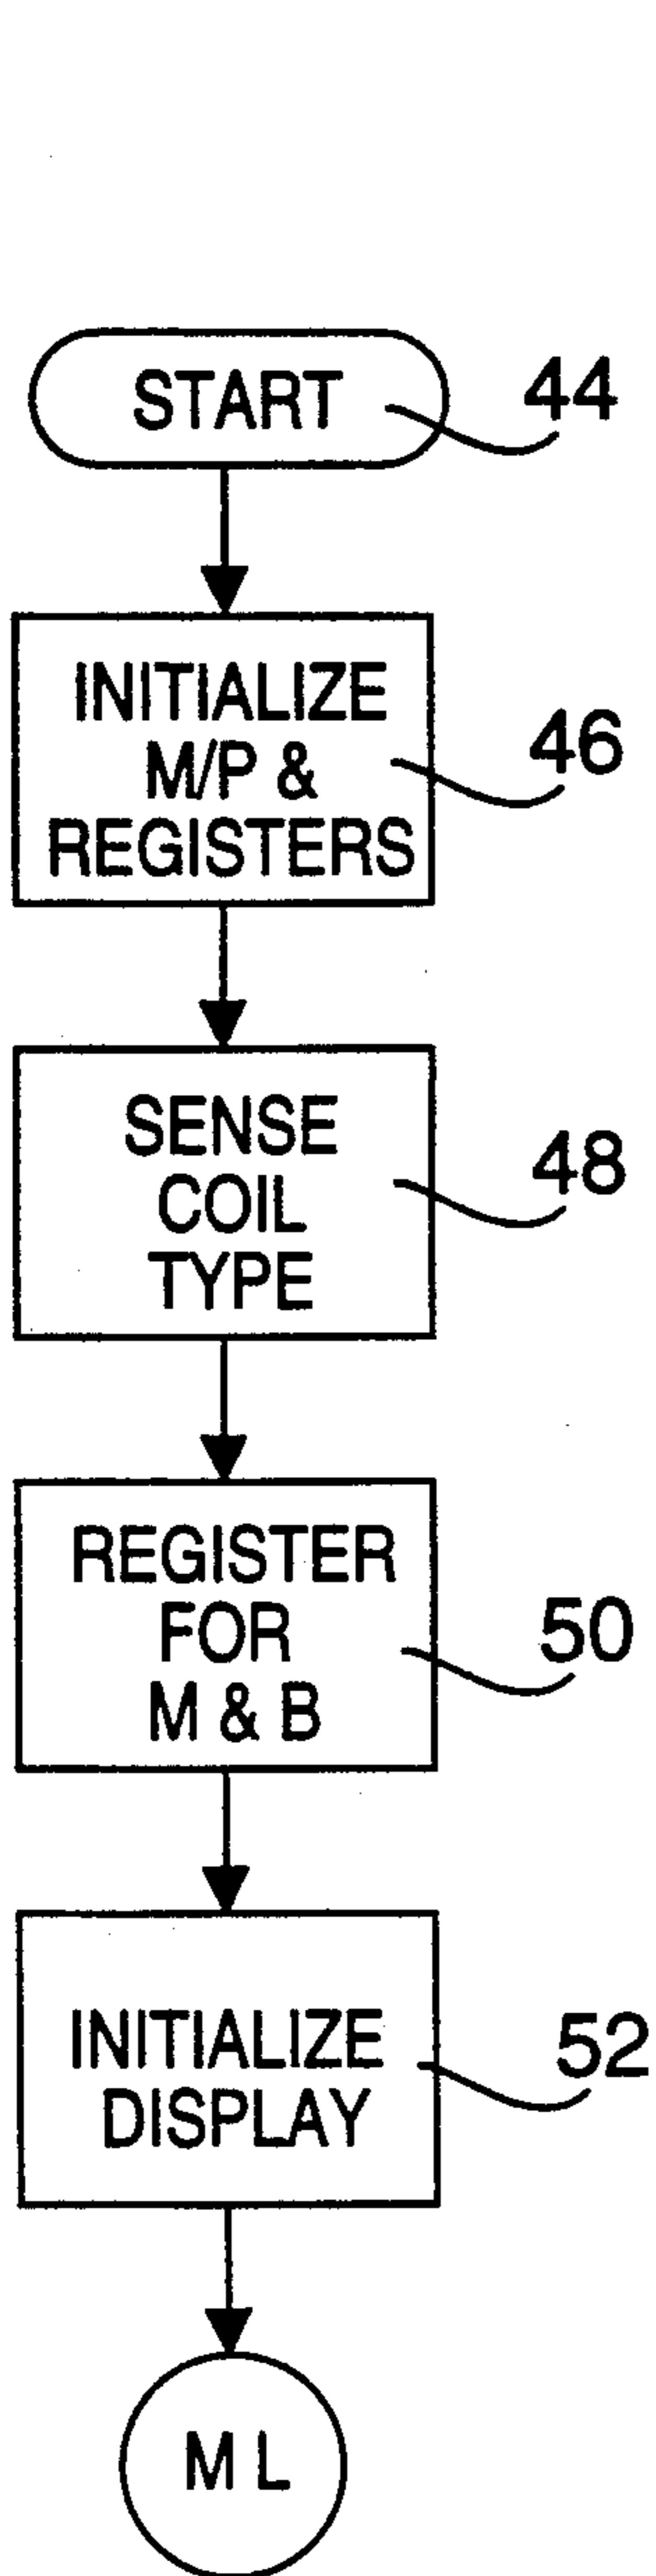 START
44
INITIALIZE
M/P &
REGISTERS
46
SENSE
COIL
TYPE
48
REGISTER
FOR
M & B
50
INITIALIZE
DISPLAY
52
M L